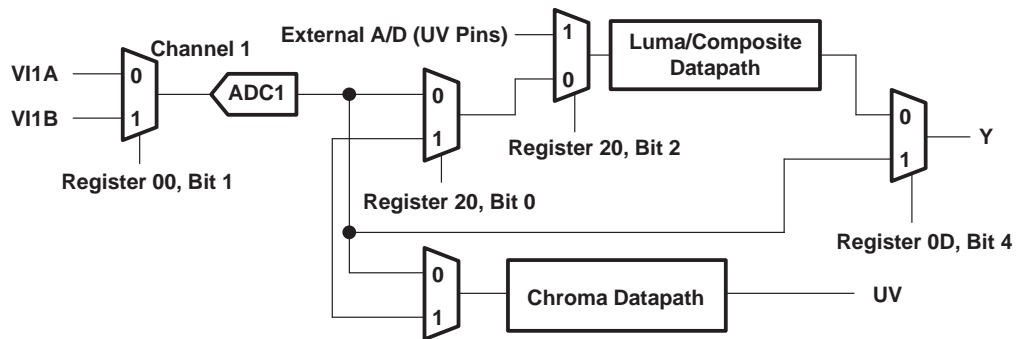 External A/D (UV Pins)
1
0
Luma/Composite
Datapath
Channel 1
VI1A
0
ADC1
VI1B
1
0
1
0
1
Y
Register 20, Bit 2
Register 00, Bit 1
Register 20, Bit 0
Register 0D, Bit 4
0
1
Chroma Datapath
UV